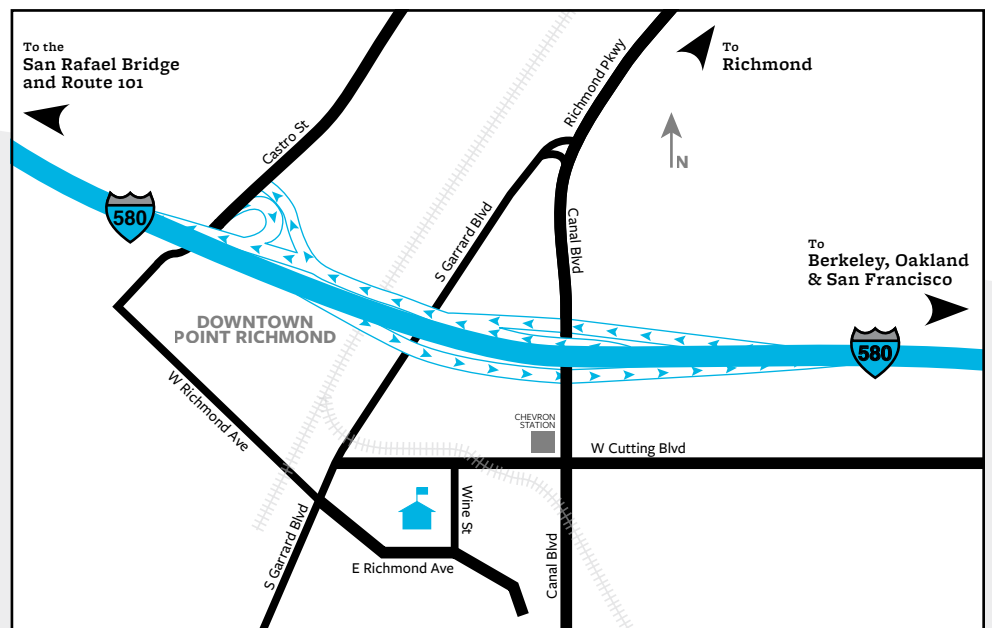 To the
San Rafael Bridge
and Route 101
To
Richmond
Richmond Pkwy
Castro St
N
580
S Garrard Blvd
Canal Blvd
To
Berkeley, Oakland
& San Francisco
DOWNTOWN
POINT RICHMOND
580
W Richmond Ave
CHEVRON
STATION
W Cutting Blvd
Wine St
S Garrard Blvd
E Richmond Ave
Canal Blvd